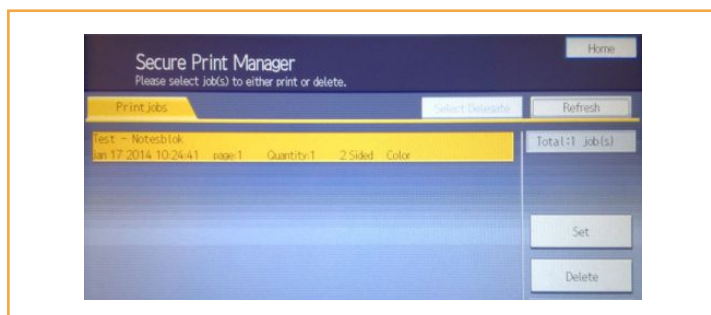 Home
Secure Print Manager
Please select job(s) to either print or delete.
Print jobs
Select Delegate
Refresh
Test - Notesblok
Jan 17 2014 10:24:41 page:1 Quantity:1 2 Sided Color
Total:1 job(s)
Set
Delete